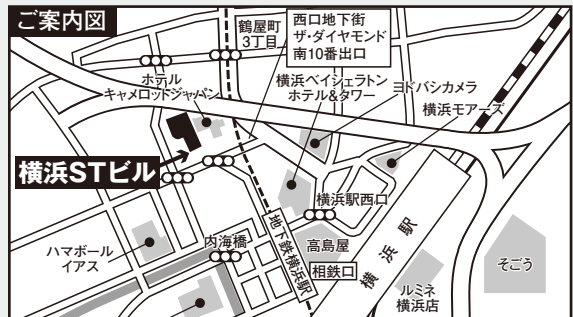 ご案内図
鶴屋町
3丁目
西口地下街
ザ・ダイヤモンド
南10番出口
ホテル
キャメロットジャパン
横浜ベイシェラトン
ホテル&タワー
ヨドバシカメラ
横浜モアーズ
横浜STビル
横浜駅西口
地下鉄横浜駅
横浜駅
内海橋
高島屋
相鉄口
ハマボール
イアス
ルミネ
横浜店
そごう